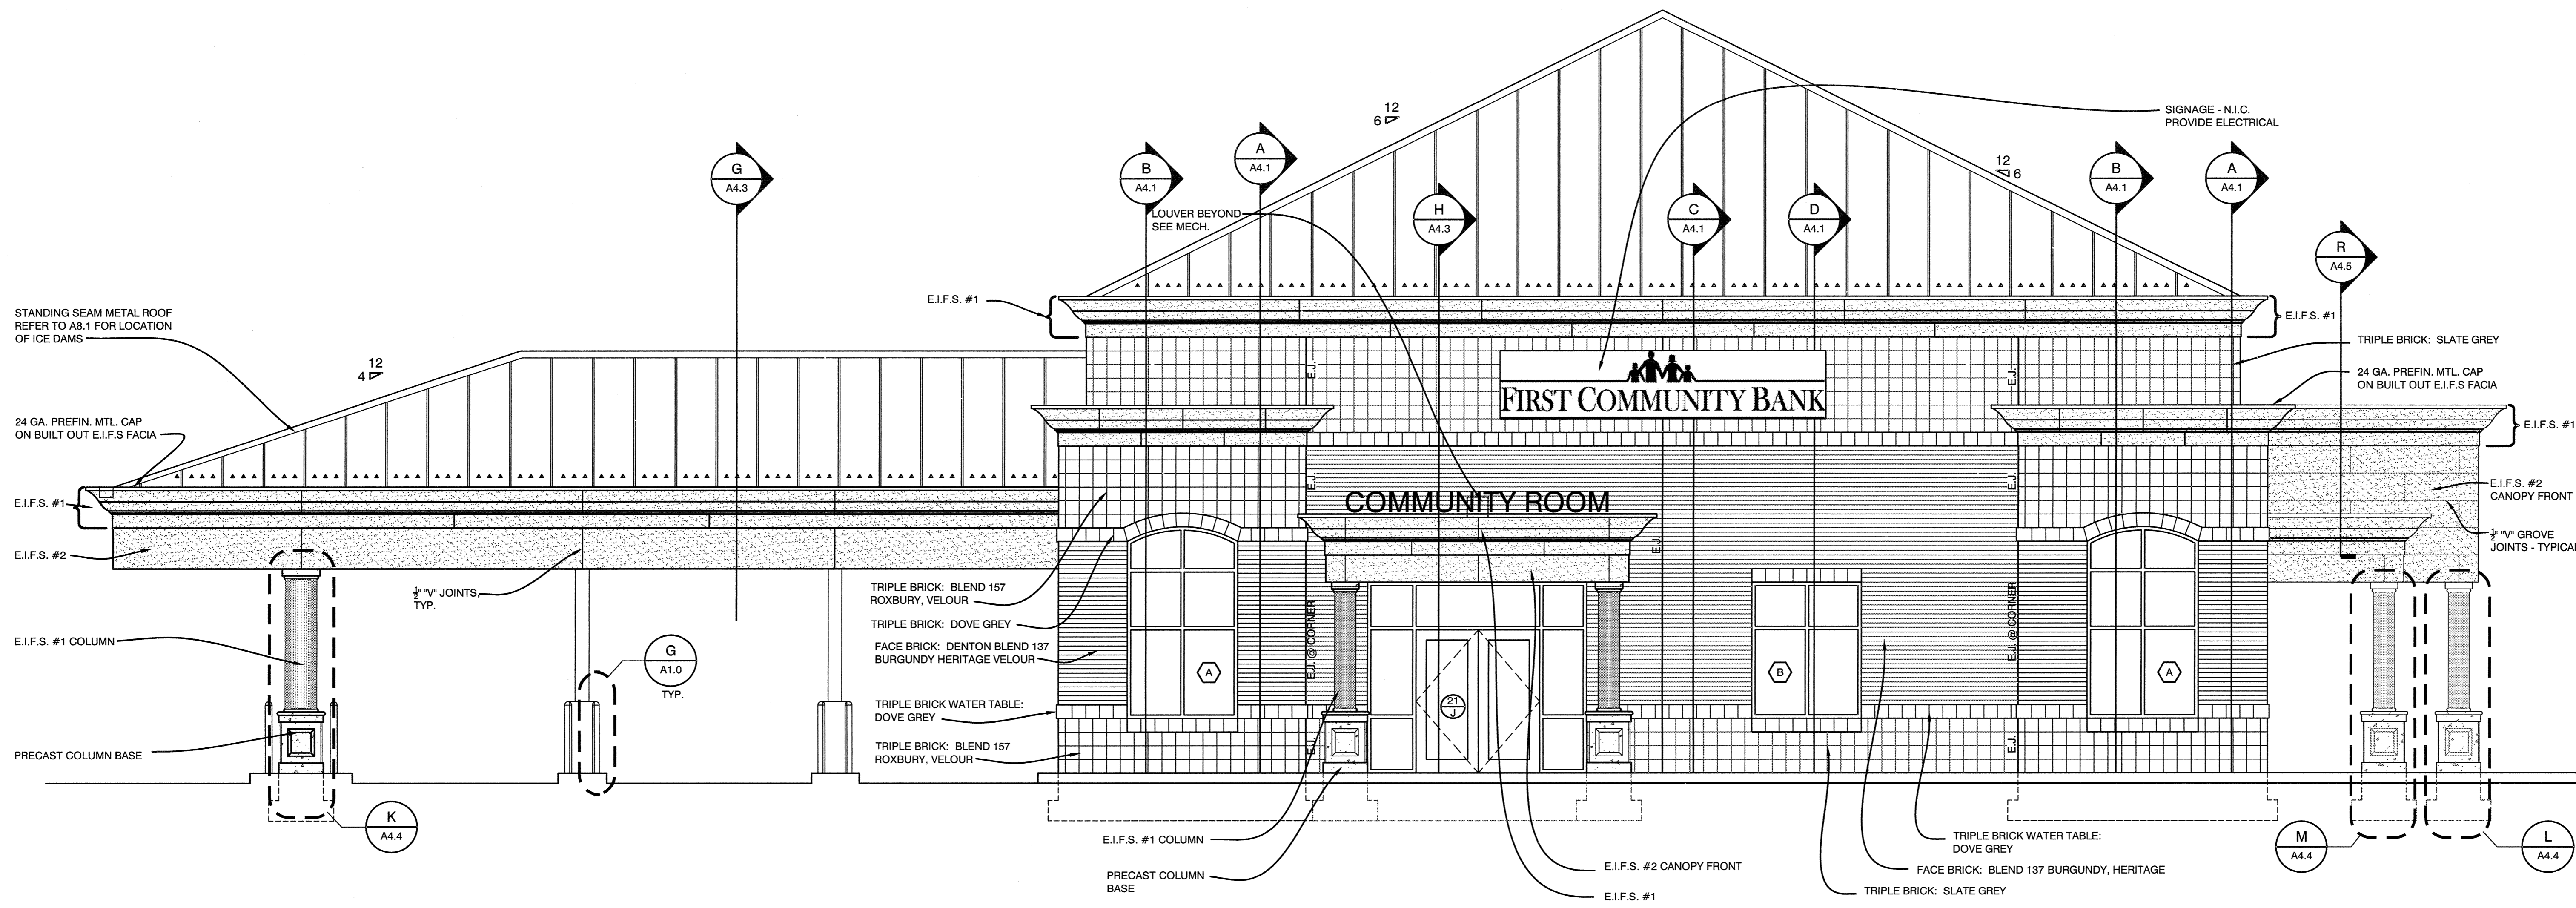 12
6
SIGNAGE - N.I.C.
PROVIDE ELECTRICAL
G
A4.3
B
A4.1
A
A4.1
LOUVER BEYOND
SEE MECH.
H
A4.3
C
A4.1
D
A4.1
12
6
B
A4.1
A
A4.1
R
A4.5
E.I.F.S. #1
E.I.F.S. #1
STANDING SEAM METAL ROOF
REFER TO A8.1 FOR LOCATION
OF ICE DAMS
12
4
TRIPLE BRICK: SLATE GREY
24 GA. PREFIN. MTL. CAP
ON BUILT OUT E.I.F.S FACIA
E.J.
E.J.
FIRST COMMUNITY BANK
24 GA. PREFIN. MTL. CAP
ON BUILT OUT E.I.F.S FACIA
E.I.F.S. #1
E.I.F.S. #1
E.J.
E.J.
COMMUNITY ROOM
E.I.F.S. #2
CANOPY FRONT
E.I.F.S. #2
E.J.
½" "V" GROVE
JOINTS - TYPICAL
½" "V" JOINTS,
TYP.
TRIPLE BRICK: BLEND 157
ROXBURY, VELOUR
TRIPLE BRICK: DOVE GREY
FACE BRICK: DENTON BLEND 137
BURGUNDY HERITAGE VELOUR
E.J. @ CORNER
E.J. @ CORNER
E.I.F.S. #1 COLUMN
G
A1.0
TYP.
A
B
A
21
J
TRIPLE BRICK WATER TABLE:
DOVE GREY
TRIPLE BRICK: BLEND 157
ROXBURY, VELOUR
E.J.
E.J.
PRECAST COLUMN BASE
K
A4.4
E.I.F.S. #1 COLUMN
PRECAST COLUMN
BASE
E.I.F.S. #2 CANOPY FRONT
E.I.F.S. #1
TRIPLE BRICK WATER TABLE:
DOVE GREY
FACE BRICK: BLEND 137 BURGUNDY, HERITAGE
TRIPLE BRICK: SLATE GREY
M
A4.4
L
A4.4